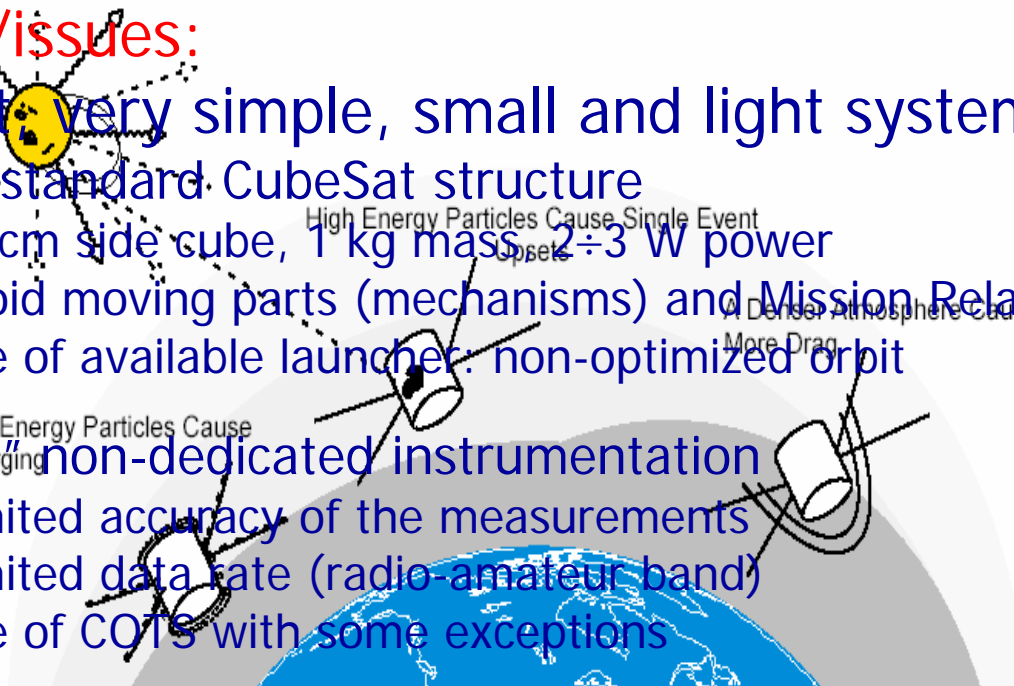 /issues:
t, very simple, small and light system
standard CubeSat structure
High Energy Particles Cause Single Event
Upsets
cm side cube, 1 kg mass, 2÷3 W power
oid moving parts (mechanisms) and Mission Rela
A Denser Atmosphere Cau
More Drag
e of available launcher: non-optimized orbit
Energy Particles Cause
rging
” non-dedicated instrumentation
ited accuracy of the measurements
ited data rate (radio-amateur band)
e of COTS with some exceptions